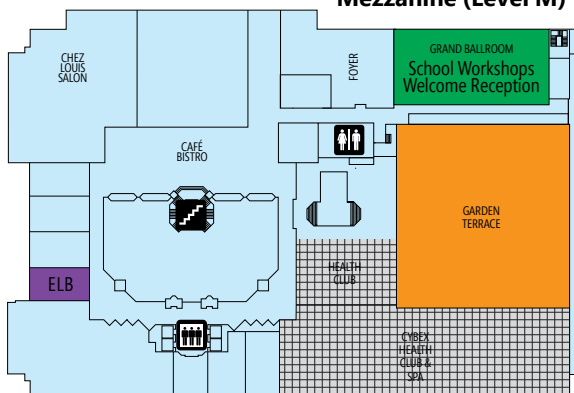 Mezzanine (Level M)
CHEZ
LOUIS
SALON
FOYER
GRAND BALLROOM
School Workshops
Welcome Reception
CAFÉ
BISTRO
GARDEN
TERRACE
HEALTH
CLUB
ELB
CYBEX
HEALTH
CLUB &
SPA